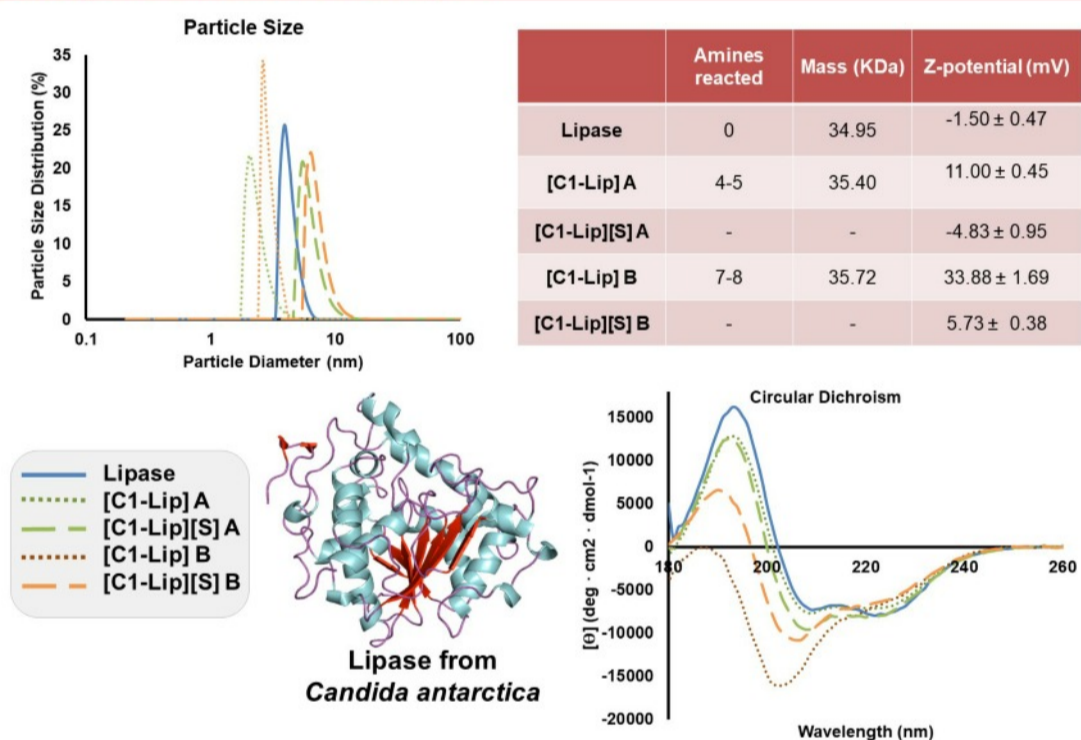 Particle Size
Particle Size Distribution (%)
35
30
25
20
15
10
5
0
0.1 1 10 100
Particle Diameter (nm)
Amines reacted Mass (KDa) Z-potential (mV)
Lipase 0 34.95 -1.50 ± 0.47
[C1-Lip] A 4-5 35.40 11.00 ± 0.45
[C1-Lip][S] A - - -4.83 ± 0.95
[C1-Lip] B 7-8 35.72 33.88 ± 1.69
[C1-Lip][S] B - - 5.73 ± 0.38
Lipase
[C1-Lip] A
[C1-Lip][S] A
[C1-Lip] B
[C1-Lip][S] B
Lipase from
Candida antarctica
Circular Dichroism
[θ] (deg · cm2 · dmol-1)
15000
10000
5000
0
-5000
-10000
-15000
-20000
180 200 220 240 260
Wavelength (nm)